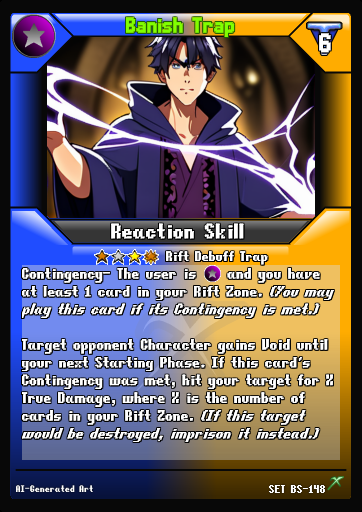 Banish Trap
6
Reaction Skill
Rift Debuff Trap
Contingency- The user is and you have
at least 1 card in your Rift Zone. (You may
play this card if its Contingency is met.)
Target opponent Character gains Void until
your next Starting Phase. If this card's
Contingency was met, hit your target for X
True Damage, where X is the number of
cards in your Rift Zone. (If this target
would be destroyed, imprison it instead.)
AI-Generated Art
SET BS-148